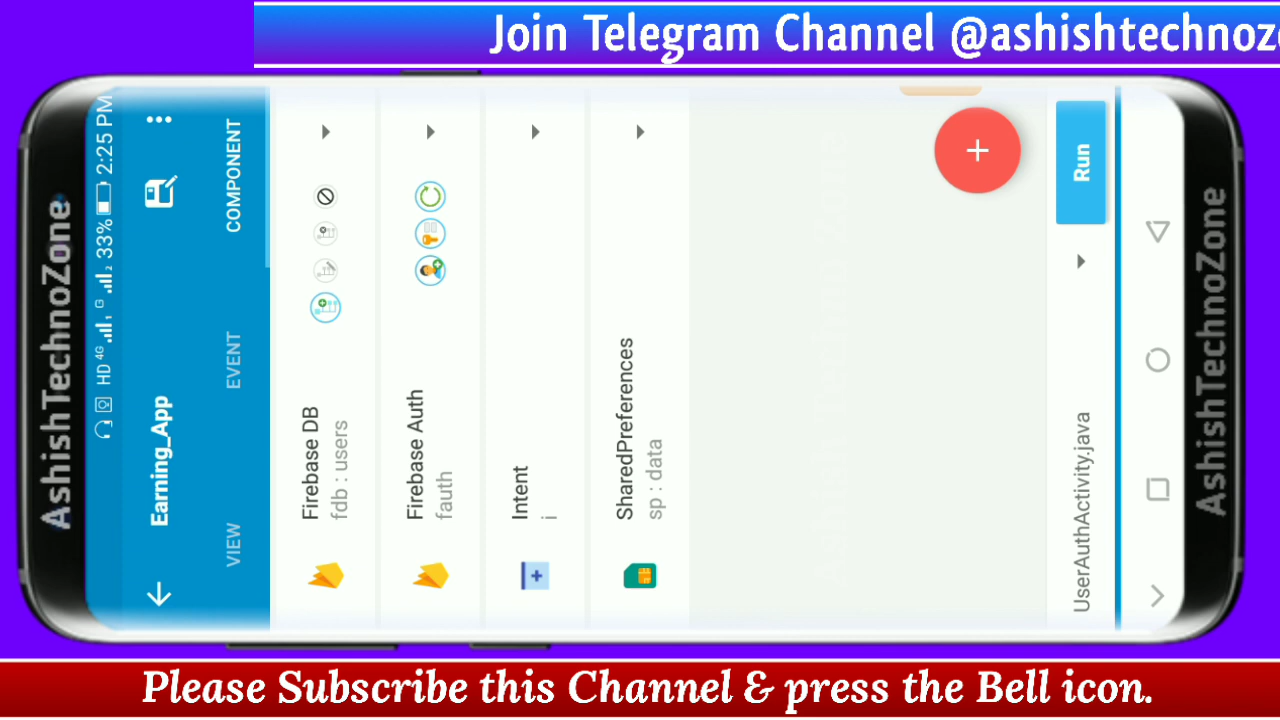 Join Telegram Channel @ashishtechnoz
AshishTechnoZone
HD 4G G 2 33% 2:25 PM
Earning_App
VIEW EVENT COMPONENT
Firebase DB
fdb : users
Firebase Auth
fauth
Intent
i
SharedPreferences
sp : data
UserAuthActivity.java Run
AshishTechnoZone
Please Subscribe this Channel & press the Bell icon.